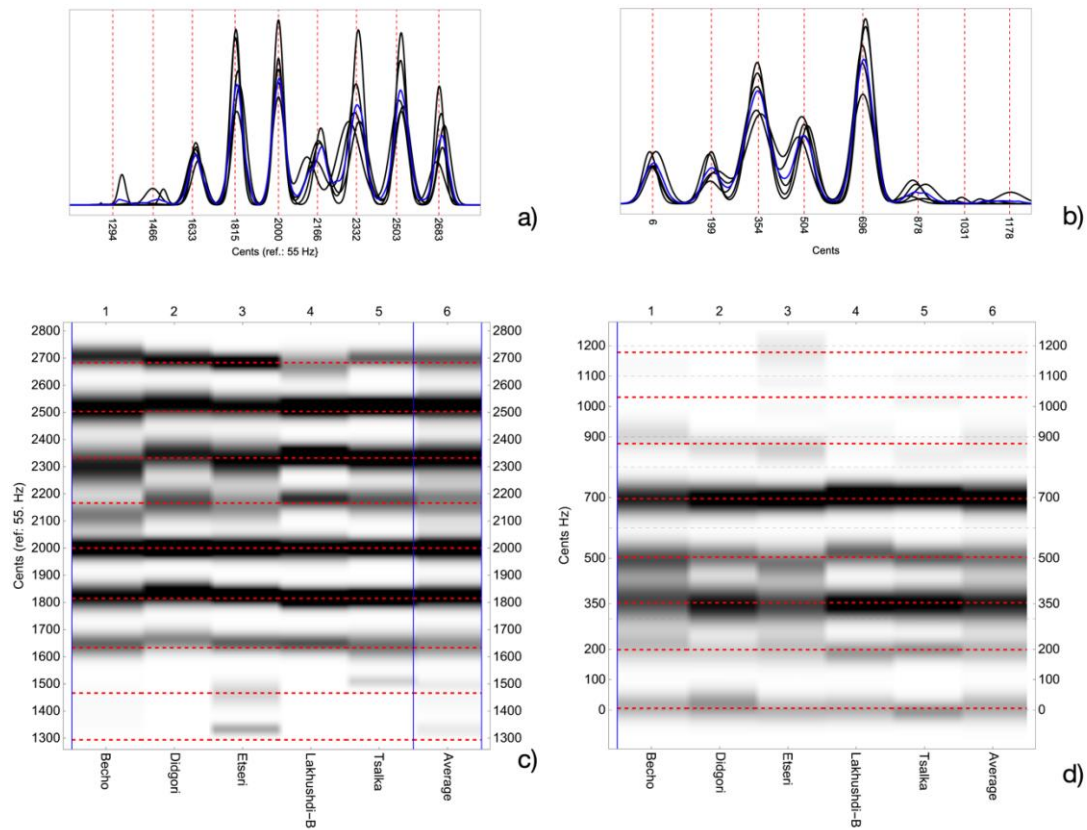 1294 1466 1633 1815 2000 2166 2332 2503 2683
Cents (ref.: 55 Hz)
a)
6 199 354 504 696 878 1031 1178
Cents
b)
1 2 3 4 5 6
2800 2800
2700 2700
2600 2600
2500 2500
2400 2400
2300 2300
2200 2200
2100 2100
2000 2000
1900 1900
1800 1800
1700 1700
1600 1600
1500 1500
1400 1400
1300 1300
Cents (ref: 55. Hz)
Becho Didgori Etseri Lakhushdi-B Tsalka Average
c)
1 2 3 4 5 6
1200 1200
1100 1100
1000 1000
900 900
700 700
500 500
350 350
200 200
100 100
0 0
Cents Hz)
Becho Didgori Etseri Lakhushdi-B Tsalka Average
d)